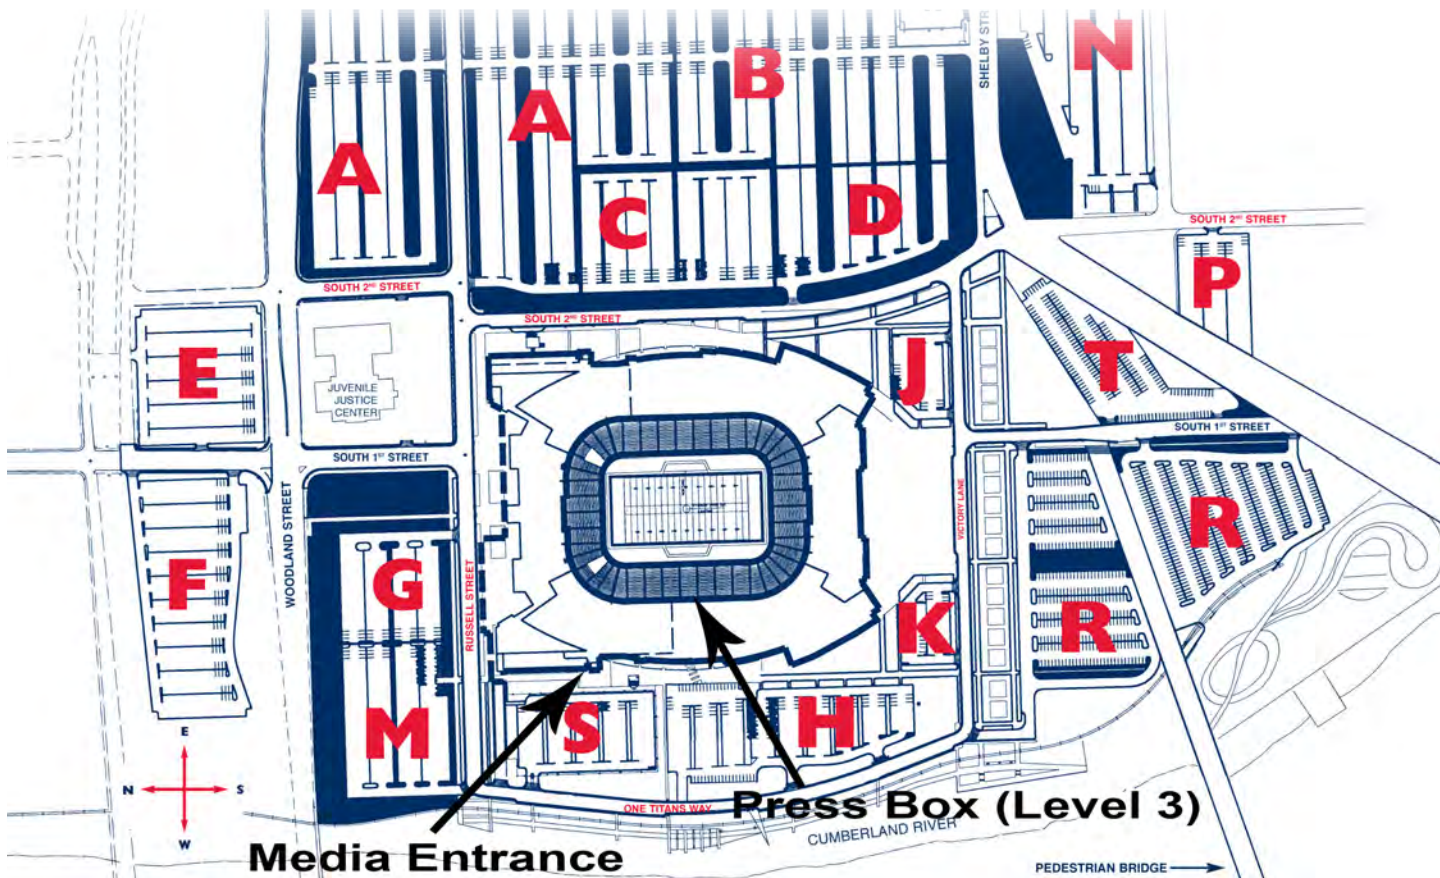 N
B
SHELBY STR
A
A
C
D
SOUTH 2ND STREET
P
SOUTH 2ND STREET
SOUTH 2ND STREET
E
JUVENILE
JUSTICE
CENTER
J
T
SOUTH 1ST STREET
SOUTH 1ST STREET
WOODLAND STREET
VICTORY LANE
R
F
G
RUSSELL STREET
K
R
M
S
H
E
N
S
W
ONE TITANS WAY
Press Box (Level 3)
CUMBERLAND RIVER
Media Entrance
PEDESTRIAN BRIDGE